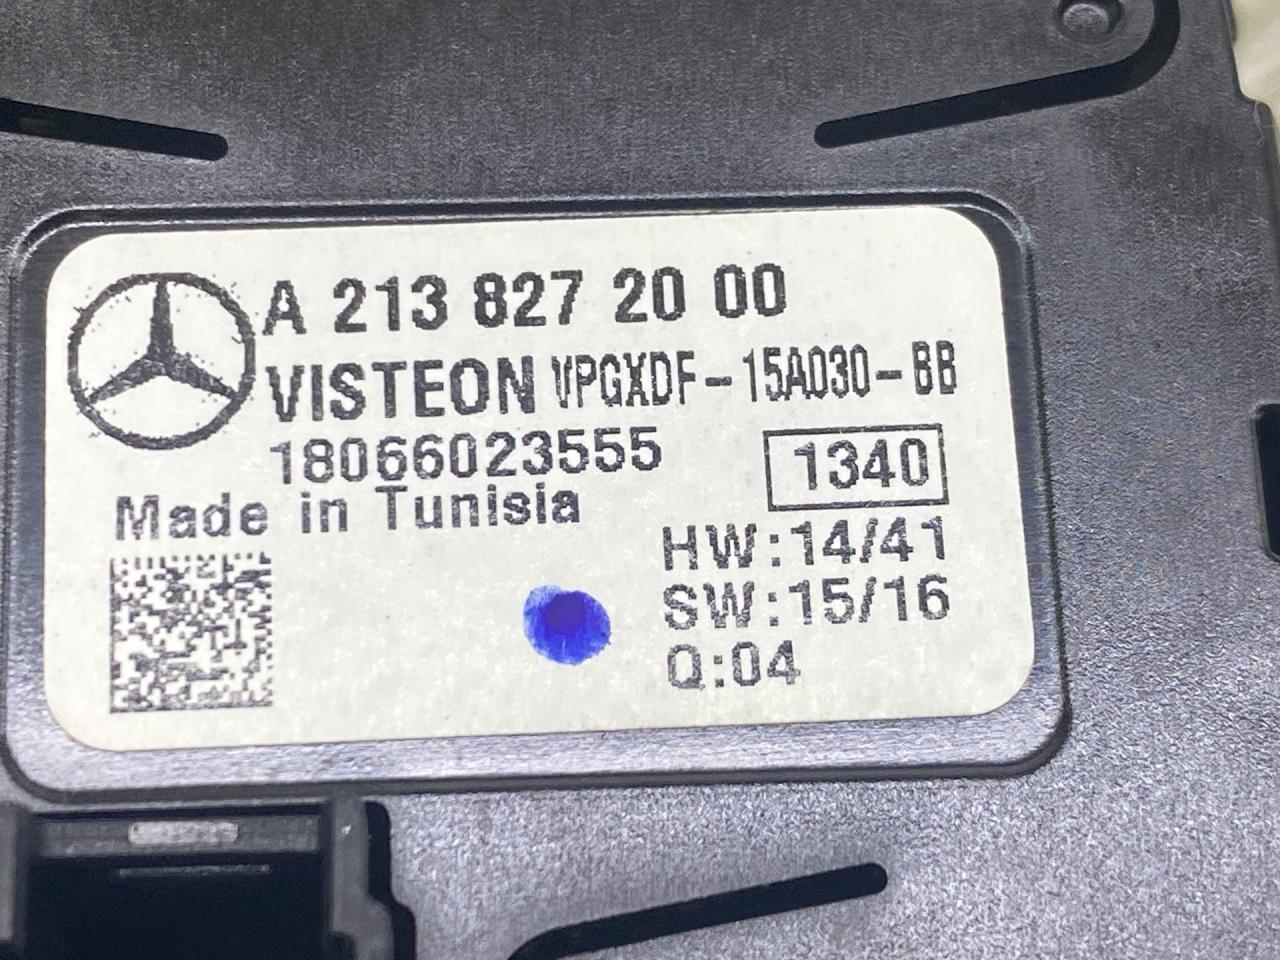 A 213 827 20 00
VISTEON VPGXDF-15A030-BB
18066023555
1340
Made in Tunisia
HW:14/41
SW:15/16
Q:04